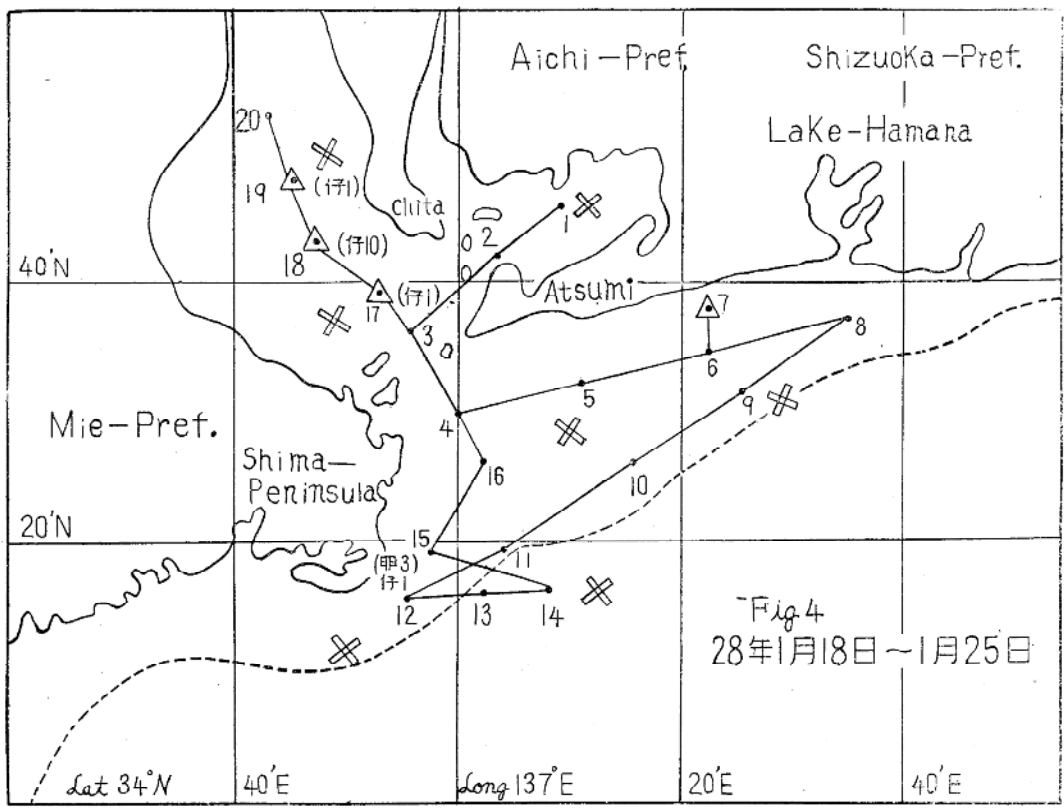 Aichi-Pref.
Shizuoka-Pref.
Lake-Hamana
20
19
(仔1)
chita
1
2
18
(仔10)
40'N
17
(仔1)
Atsumi
7
3
8
6
5
9
4
Mie-Pref.
Shima-
Peninsula
16
10
20'N
15
11
仔1
12
13
14
Fig 4
28年1月18日~1月25日
Lat 34°N
40'E
Long 137°E
20'E
40'E